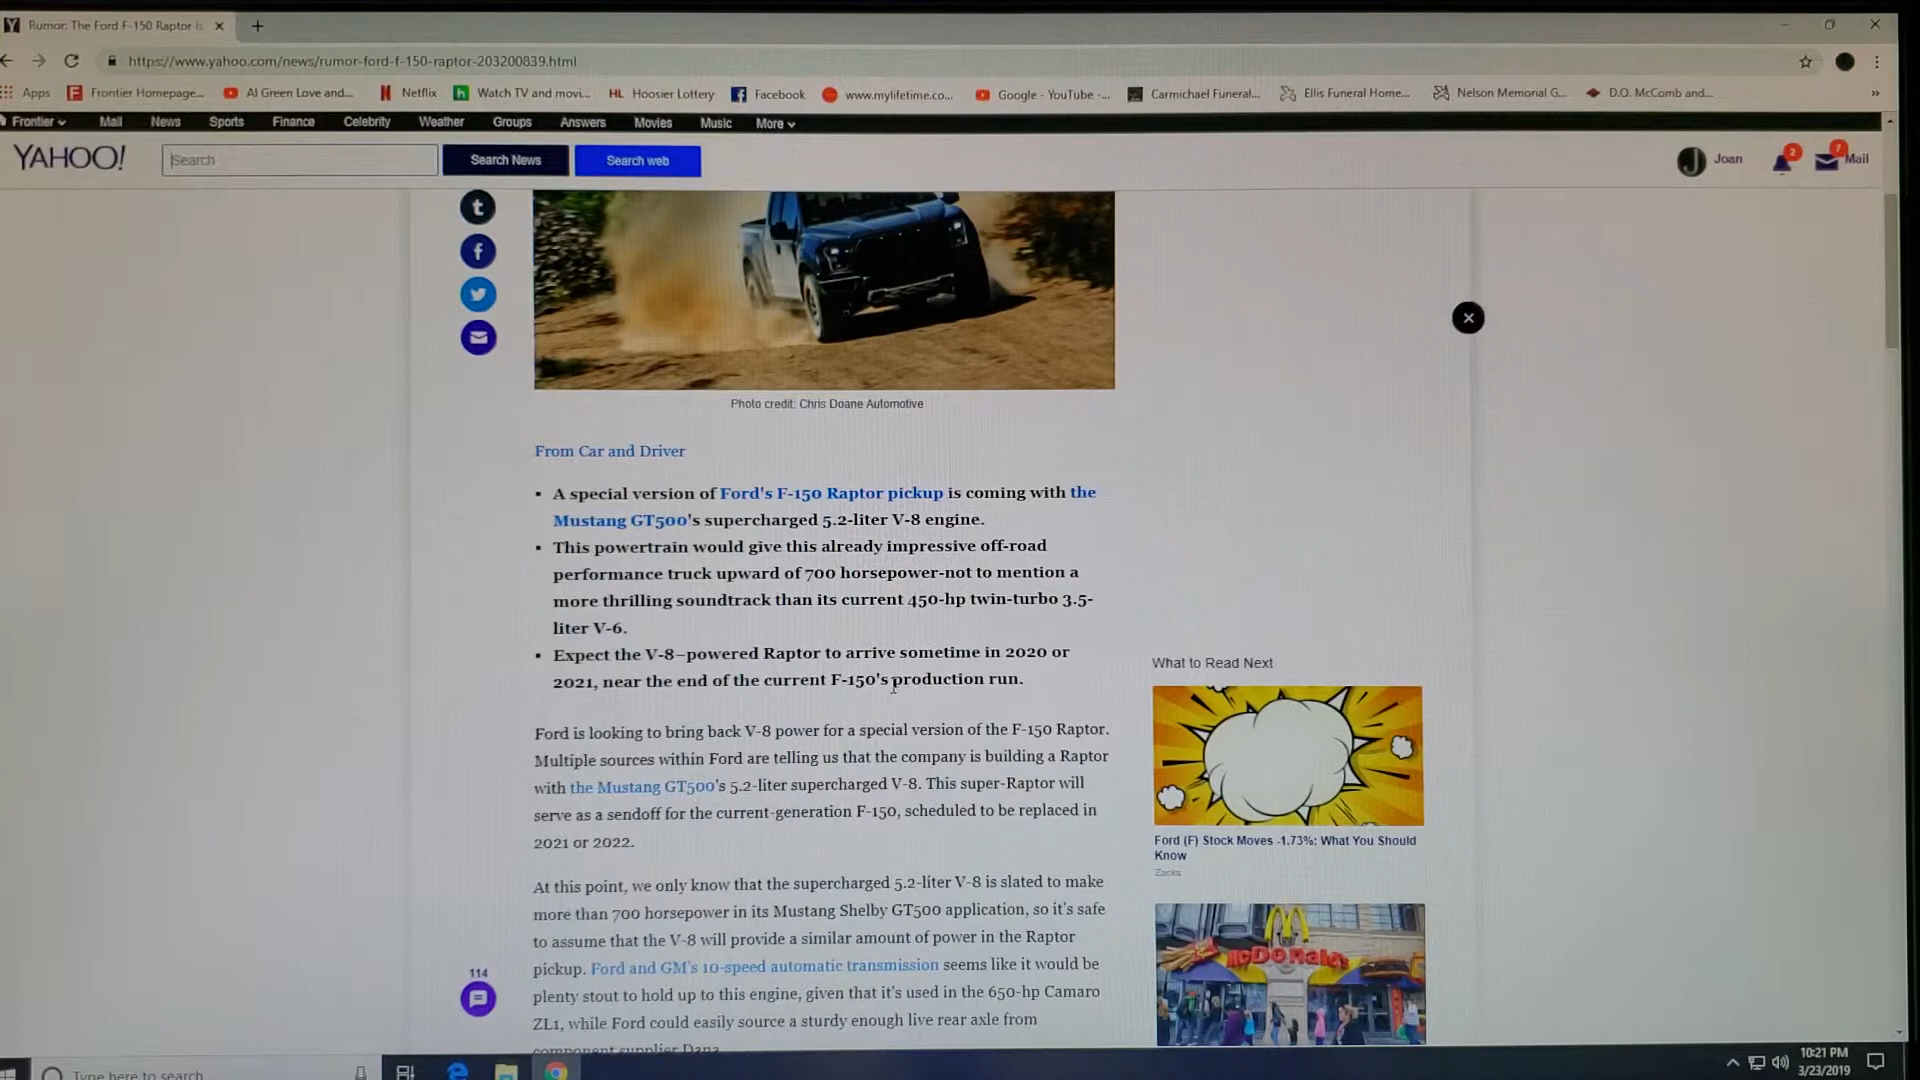 Rumor: The Ford F-150 Raptor Is
https://www.yahoo.com/news/rumor-ford-f-150-raptor-203200839.html
Apps Frontier Homepage... Al Green Love and... Netflix Watch TV and movi... HL Hoosier Lottery Facebook www.mylifetime.co... Google - YouTube -... Carmichael Funeral... Ellis Funeral Home... Nelson Memorial G... D.O. McComb and...
Frontier Mail News Sports Finance Celebrity Weather Groups Answers Movies Music More
YAHOO! Search Search News Search web J Joan 2 7 Mail
Photo credit: Chris Doane Automotive
From Car and Driver
• A special version of Ford's F-150 Raptor pickup is coming with the
Mustang GT500's supercharged 5.2-liter V-8 engine.
• This powertrain would give this already impressive off-road
performance truck upward of 700 horsepower-not to mention a
more thrilling soundtrack than its current 450-hp twin-turbo 3.5-
liter V-6.
• Expect the V-8–powered Raptor to arrive sometime in 2020 or
2021, near the end of the current F-150's production run.
Ford is looking to bring back V-8 power for a special version of the F-150 Raptor.
Multiple sources within Ford are telling us that the company is building a Raptor
with the Mustang GT500's 5.2-liter supercharged V-8. This super-Raptor will
serve as a sendoff for the current-generation F-150, scheduled to be replaced in
2021 or 2022.
At this point, we only know that the supercharged 5.2-liter V-8 is slated to make
more than 700 horsepower in its Mustang Shelby GT500 application, so it's safe
to assume that the V-8 will provide a similar amount of power in the Raptor
pickup. Ford and GM's 10-speed automatic transmission seems like it would be
plenty stout to hold up to this engine, given that it's used in the 650-hp Camaro
ZL1, while Ford could easily source a sturdy enough live rear axle from
component supplier Dana.
114
What to Read Next
Ford (F) Stock Moves -1.73%: What You Should
Know
Zacks
McDonald's
Type here to search
10:21 PM
3/23/2019